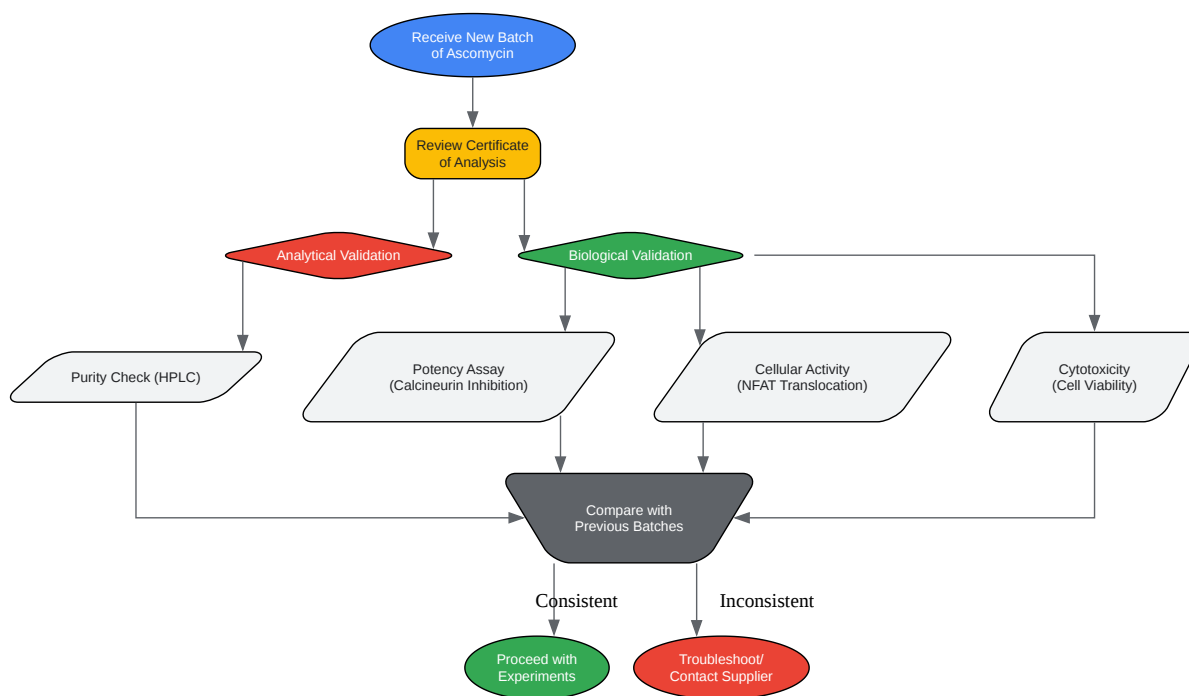 Receive New Batch
of Ascomycin
Review Certificate
of Analysis
Analytical Validation
Biological Validation
Purity Check (HPLC)
Potency Assay
(Calcineurin Inhibition)
Cellular Activity
(NFAT Translocation)
Cytotoxicity
(Cell Viability)
Compare with
Previous Batches
Consistent
Inconsistent
Proceed with
Experiments
Troubleshoot/
Contact Supplier